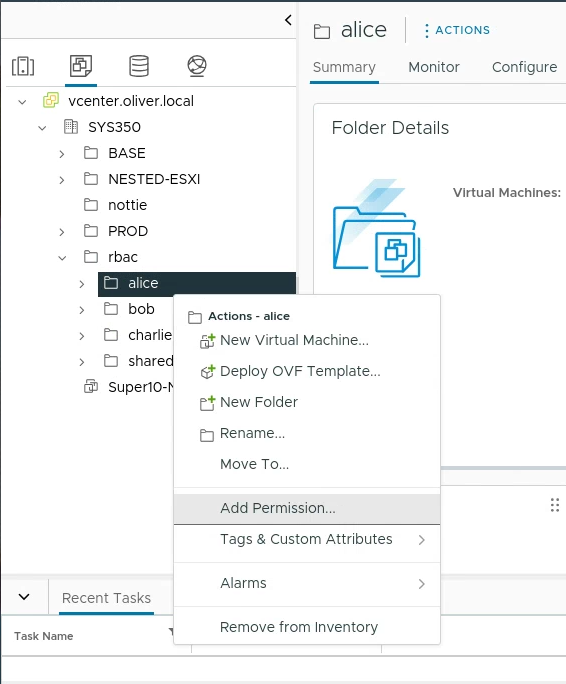 alice
ACTIONS
Summary
Monitor
Configure
vcenter.oliver.local
SYS350
BASE
NESTED-ESXI
nottie
PROD
rbac
alice
bob
charlie
shared
Super10-N
Folder Details
Virtual Machines:
Actions - alice
New Virtual Machine...
Deploy OVF Template...
New Folder
Rename...
Move To...
Add Permission...
Tags & Custom Attributes
Alarms
Remove from Inventory
Recent Tasks
Task Name